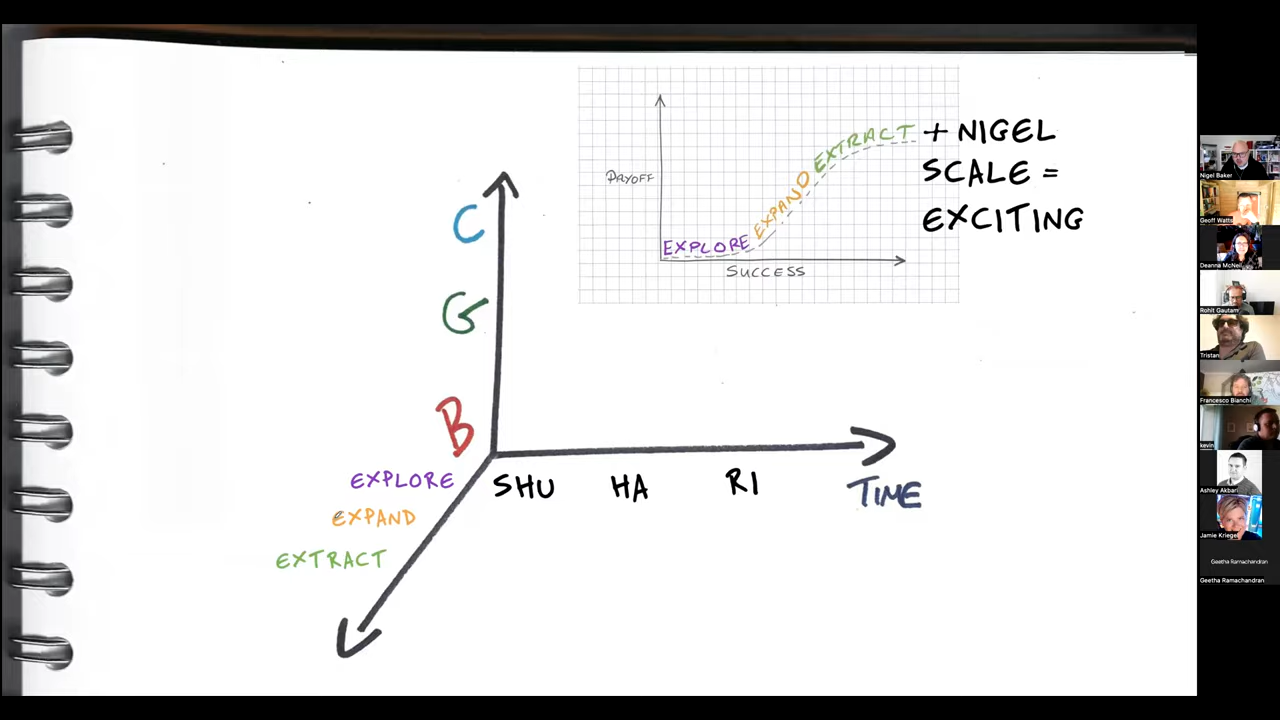 + NIGEL
SCALE =
EXCITING
PAYOFF
EXTRACT
EXPAND
EXPLORE
SUCCESS
C
G
B
EXPLORE
EXPAND
EXTRACT
SHU HA RI
TIME
Nigel Baker
Geoff Watts
Deanna McNeil
Rohit Gautam
Tristan
Francesco Bianchi
kevin
Ashley Akbari
Jamie Kriegel
Geetha Ramachandran
Geetha Ramachandran